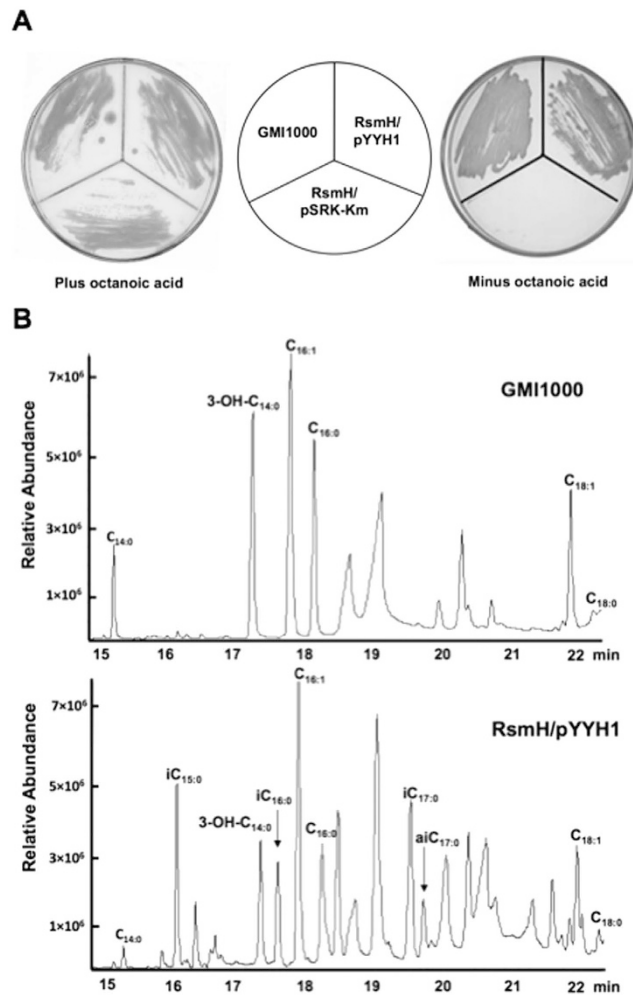 A
GMI1000
RsmH/
pYYH1
RsmH/
pSRK-Km
Plus octanoic acid
Minus octanoic acid
B
Relative Abundance
7×10⁶
5×10⁶
3×10⁶
1×10⁶
C₁₄:₀
3-OH-C₁₄:₀
C₁₆:₁
C₁₆:₀
GMI1000
C₁₈:₁
C₁₈:₀
15 16 17 18 19 20 21 22 min
Relative Abundance
7×10⁶
5×10⁶
3×10⁶
1×10⁶
C₁₄:₀
iC₁₅:₀
3-OH-C₁₄:₀
iC₁₆:₀
C₁₆:₁
C₁₆:₀
iC₁₇:₀
aiC₁₇:₀
RsmH/pYYH1
C₁₈:₁
C₁₈:₀
15 16 17 18 19 20 21 22 min